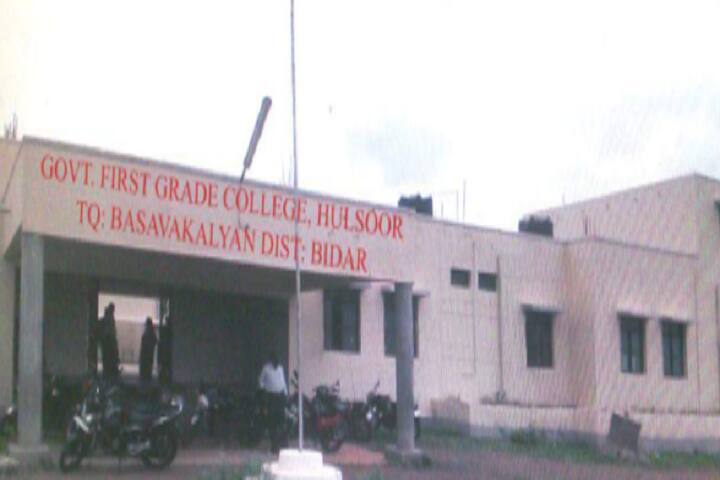 GOVT. FIRST GRADE COLLEGE, HULSOOR
TQ: BASAVAKALYAN DIST: BIDAR